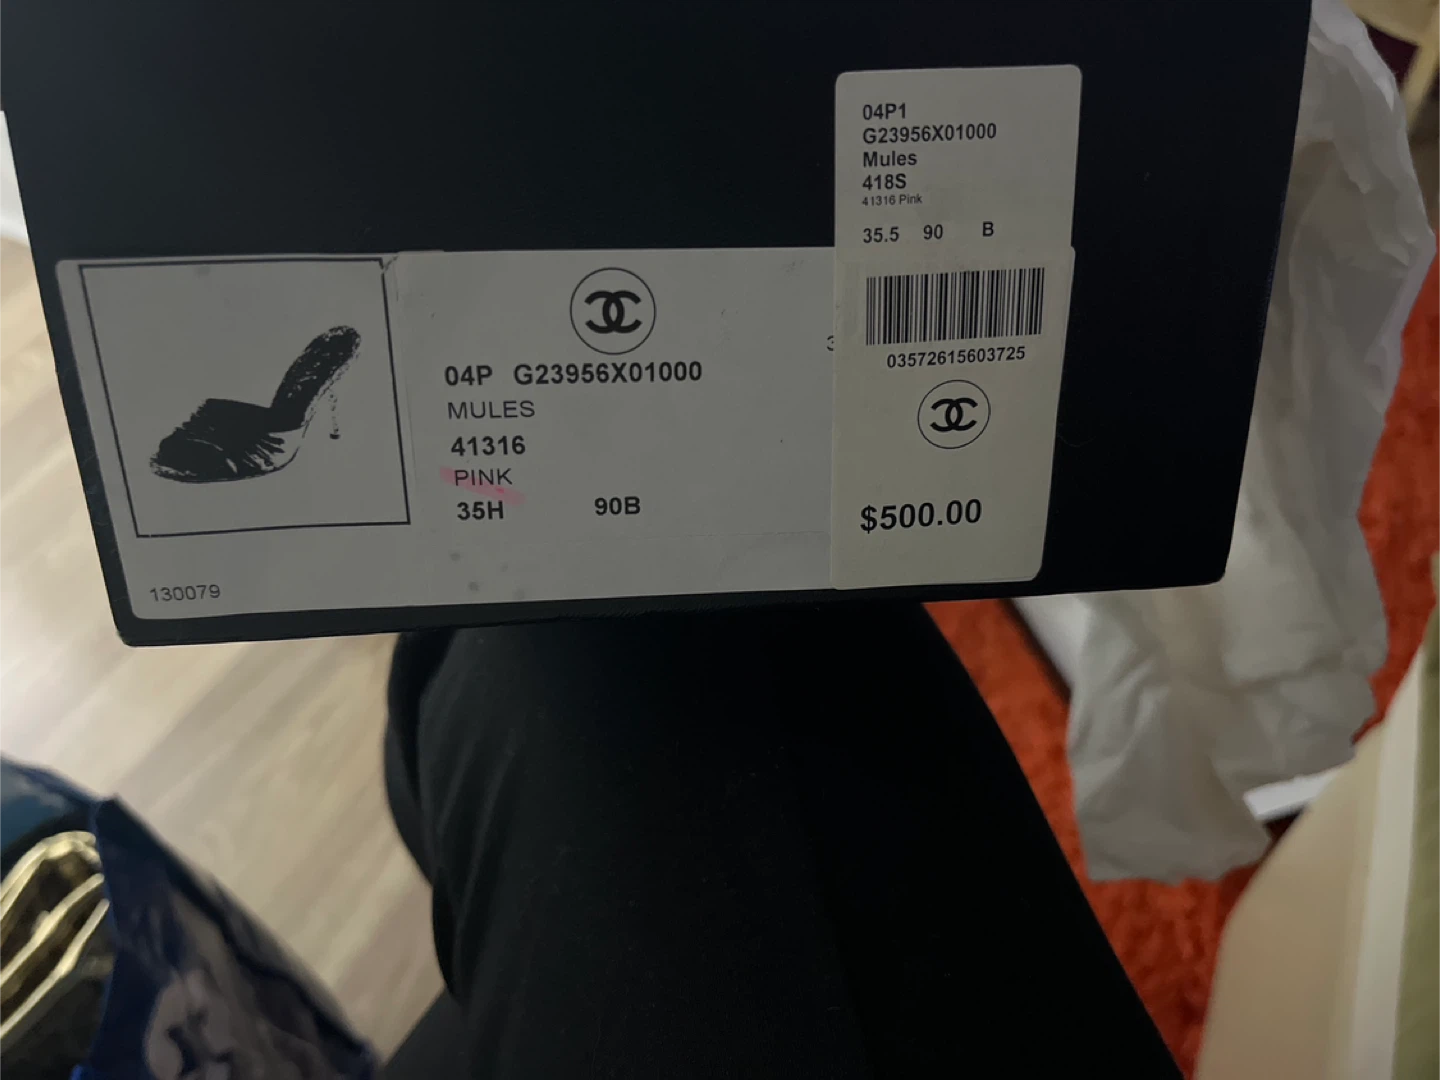 04P1
G23956X01000
Mules
418S
41316 Pink
35.5 90 B
03572615603725
$500.00
04P G23956X01000
MULES
41316
PINK
35H 90B
130079